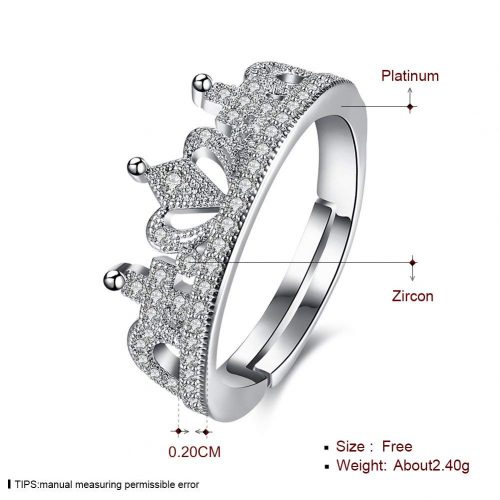 Platinum
Zircon
0.20CM
Size : Free
Weight: About2.40g
TIPS:manual measuring permissible error